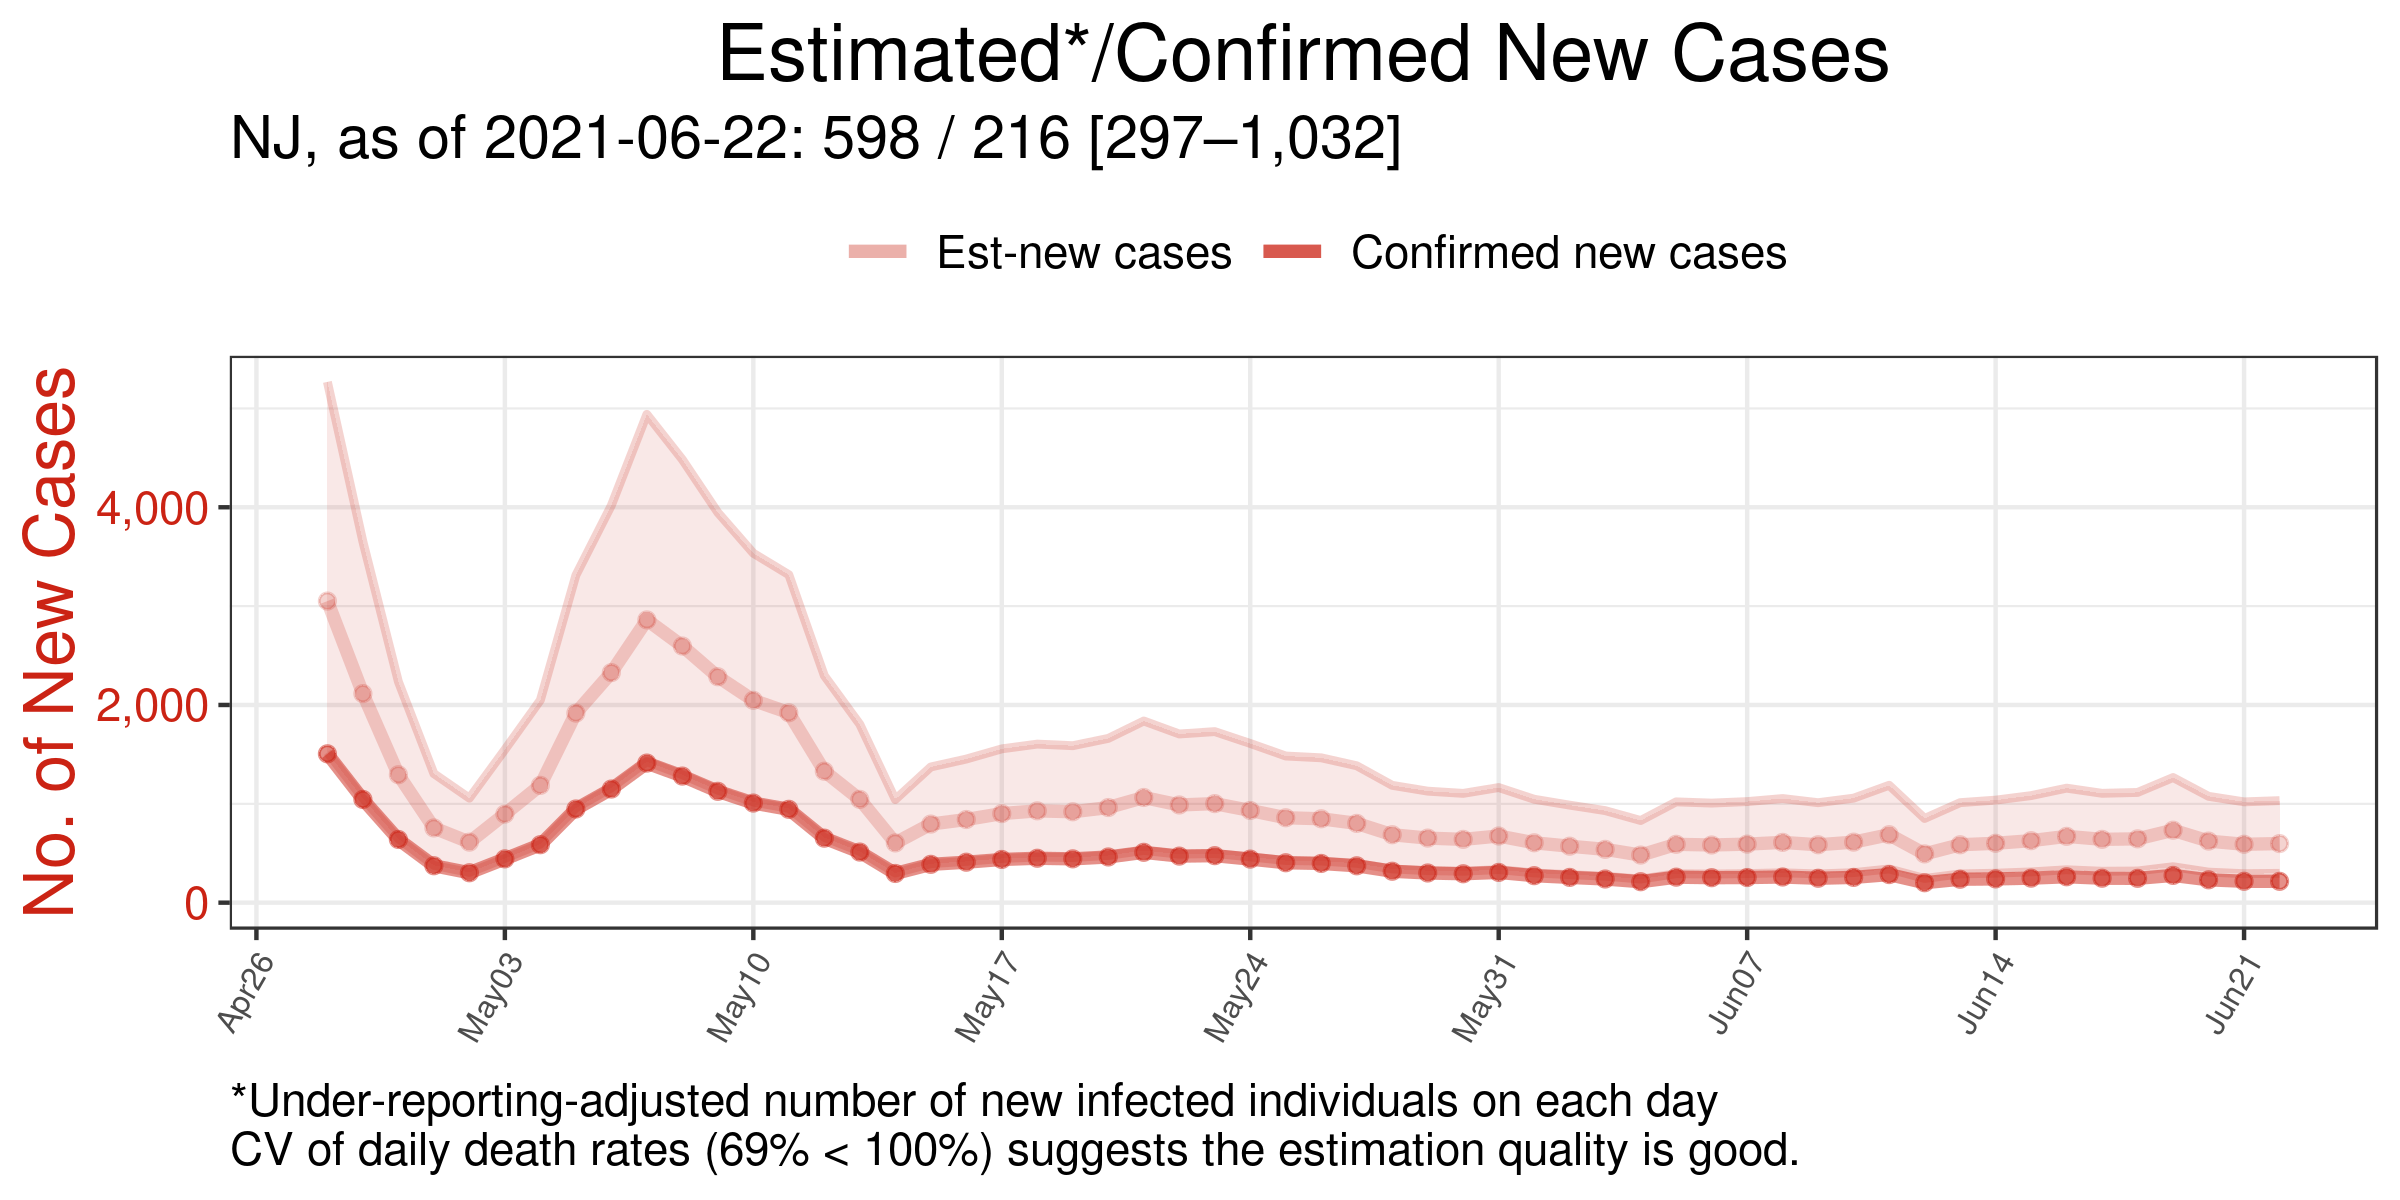 Estimated*/Confirmed New Cases
NJ, as of 2021-06-22: 598 / 216 [297–1,032]
Est-new cases
Confirmed new cases
No. of New Cases
4,000
2,000
0
Apr26
May03
May10
May17
May24
May31
Jun07
Jun14
Jun21
*Under-reporting-adjusted number of new infected individuals on each day
CV of daily death rates (69% < 100%) suggests the estimation quality is good.